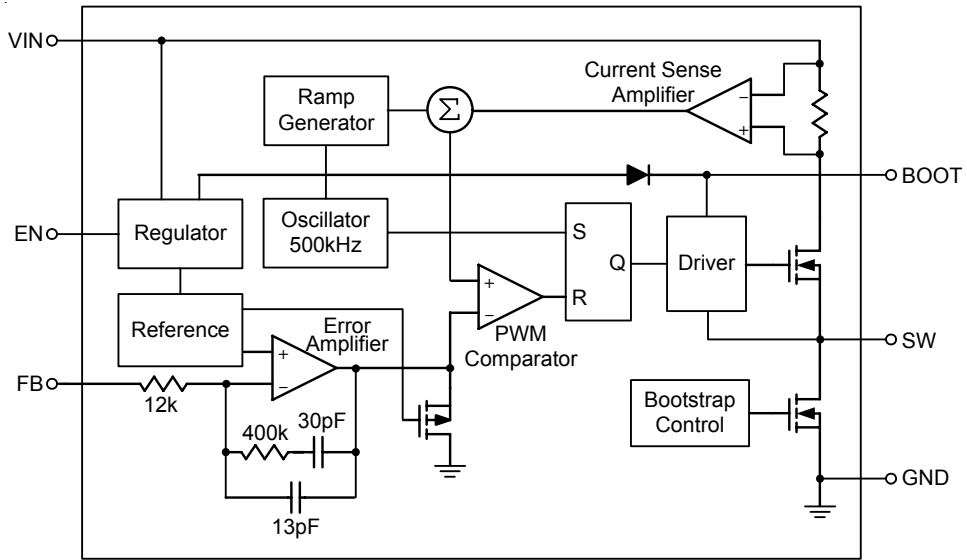 VIN
Current Sense
Amplifier
Ramp
Generator
Σ
−
+
BOOT
EN
Regulator
Oscillator
500kHz
S
Q
R
Driver
+
−
PWM
Comparator
Reference
Error
Amplifier
+
−
SW
FB
12k
400k
30pF
13pF
Bootstrap
Control
GND